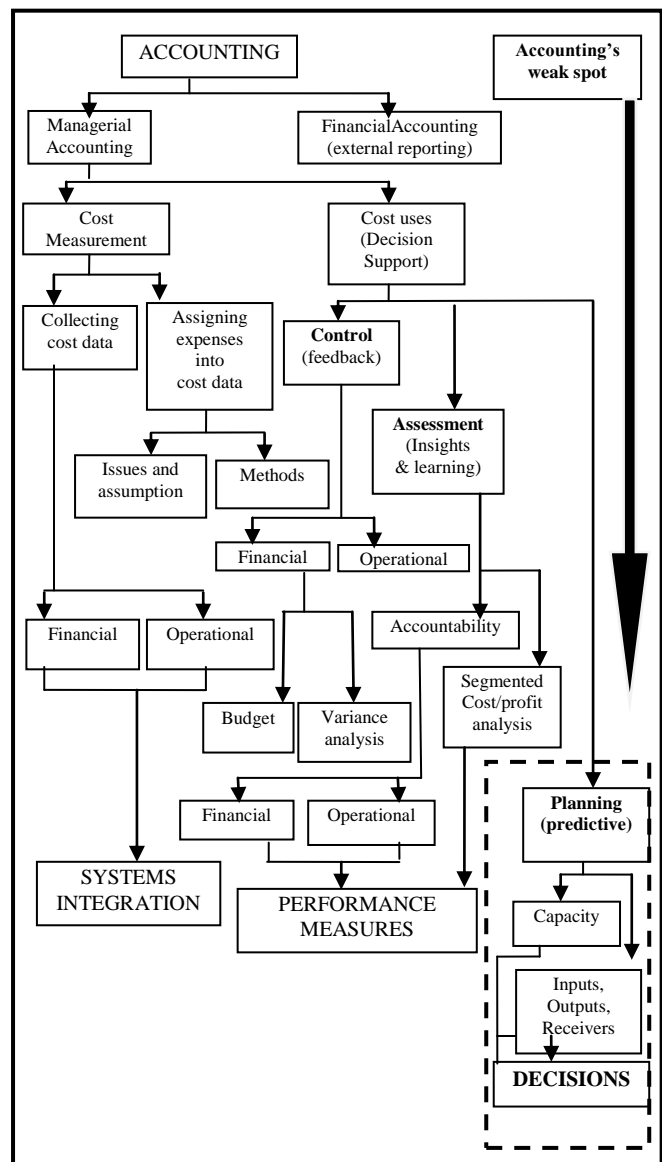 ACCOUNTING
Accounting's
weak spot
Managerial
Accounting
FinancialAccounting
(external reporting)
Cost
Measurement
Cost uses
(Decision
Support)
Collecting
cost data
Assigning
expenses
into
cost data
Control
(feedback)
Assessment
(Insights
& learning)
Issues and
assumption
Methods
Financial
Operational
Financial
Operational
Accountability
Segmented
Cost/profit
analysis
Budget
Variance
analysis
Planning
(predictive)
Financial
Operational
SYSTEMS
INTEGRATION
PERFORMANCE
MEASURES
Capacity
Inputs,
Outputs,
Receivers
DECISIONS